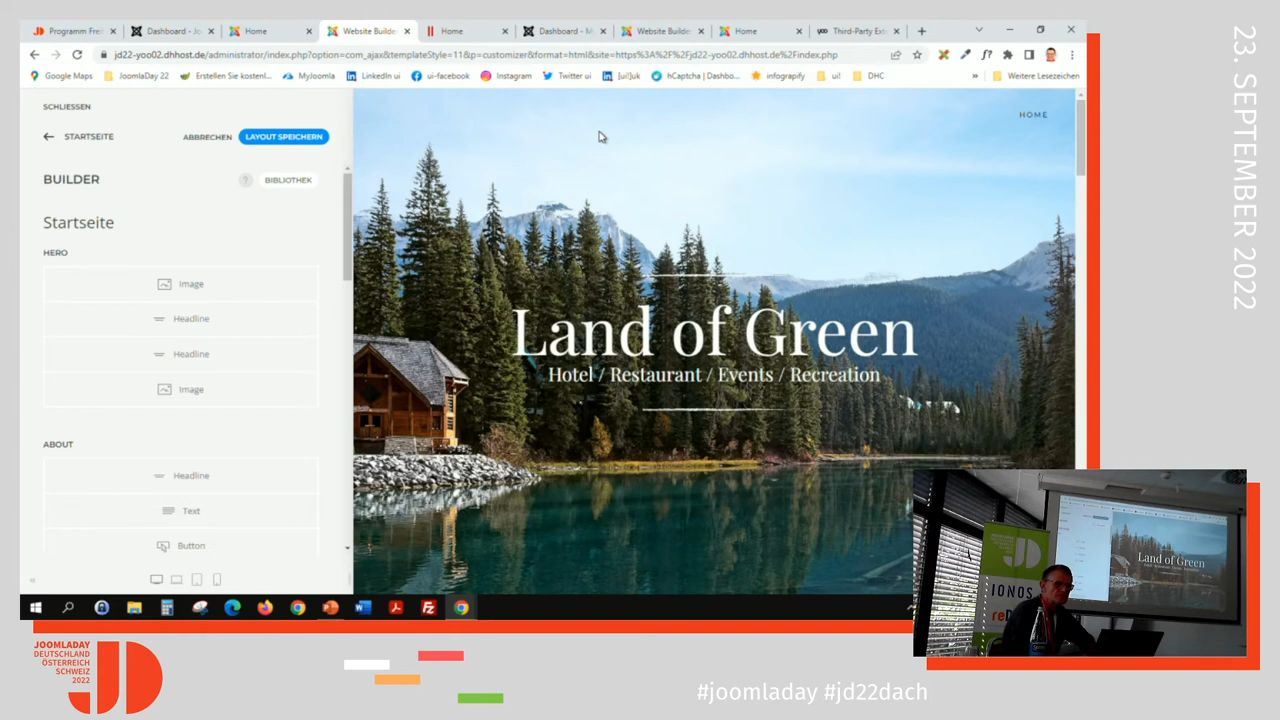 Programm Frei
Dashboard - Jo
Home
Website Builde
Home
Dashboard - M
Website Builde
Home
Third-Party Ext
jd22-yoo02.dhhost.de/administrator/index.php?option=com_ajax&templateStyle=11&p=customizer&format=html&site=https%3A%2F%2Fjd22-yoo02.dhhost.de%2Findex.php
Google Maps
JoomlaDay 22
Erstellen Sie kostenl...
MyJoomla
LinkedIn ui
ui-facebook
Instagram
Twitter ui
[ui!]uk
hCaptcha | Dashbo...
infograpify
ui!
DHC
»
Weitere Lesezeichen
SCHLIESSEN
STARTSEITE
ABBRECHEN
LAYOUT SPEICHERN
BUILDER
?
BIBLIOTHEK
Startseite
HERO
Image
Headline
Headline
Image
ABOUT
Headline
Text
Button
HOME
Land of Green
Hotel / Restaurant / Events / Recreation
23. SEPTEMBER 2022
JD
IONOS
Land of Green
JOOMLADAY
DEUTSCHLAND
ÖSTERREICH
SCHWEIZ
2022
JD
#joomladay #jd22dach